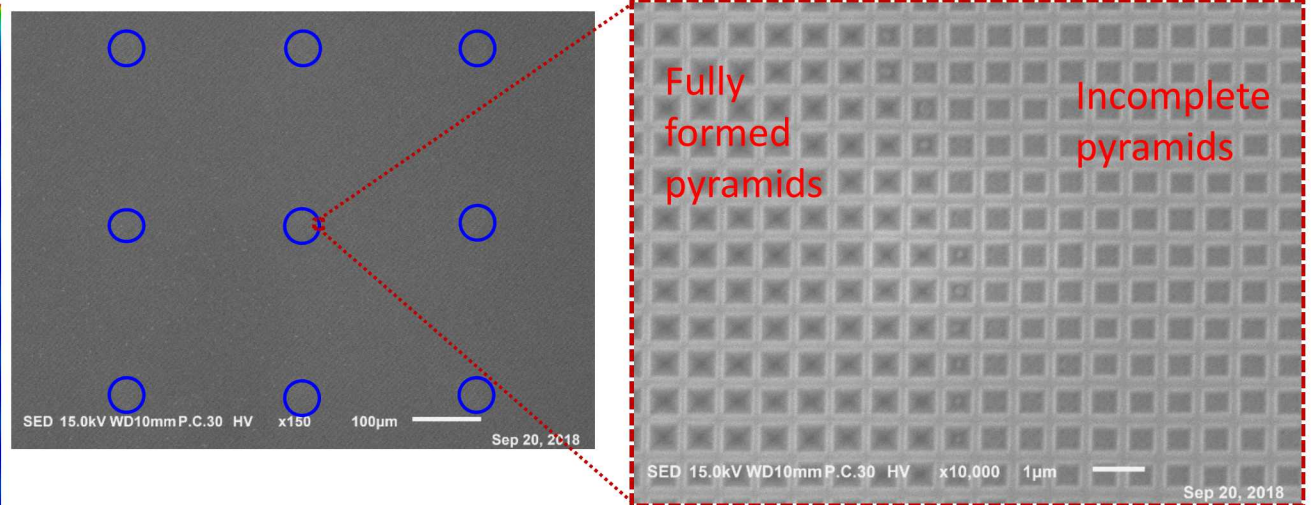 SED 15.0kV WD10mm P.C.30 HV x150 100µm
Sep 20, 2018
Fully
formed
pyramids
Incomplete
pyramids
SED 15.0kV WD10mm P.C.30 HV x10,000 1µm
Sep 20, 2018